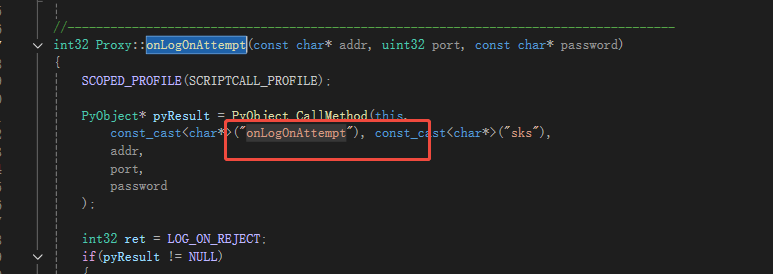 //------------------------------------------------------------------------------------
int32 Proxy::onLogOnAttempt(const char* addr, uint32 port, const char* password)
{
SCOPED_PROFILE(SCRIPTCALL_PROFILE);
PyObject* pyResult = PyObject_CallMethod(this,
const_cast<char*>("onLogOnAttempt"), const_cast<char*>("sks"),
addr,
port,
password
);
int32 ret = LOG_ON_REJECT;
if(pyResult != NULL)
{